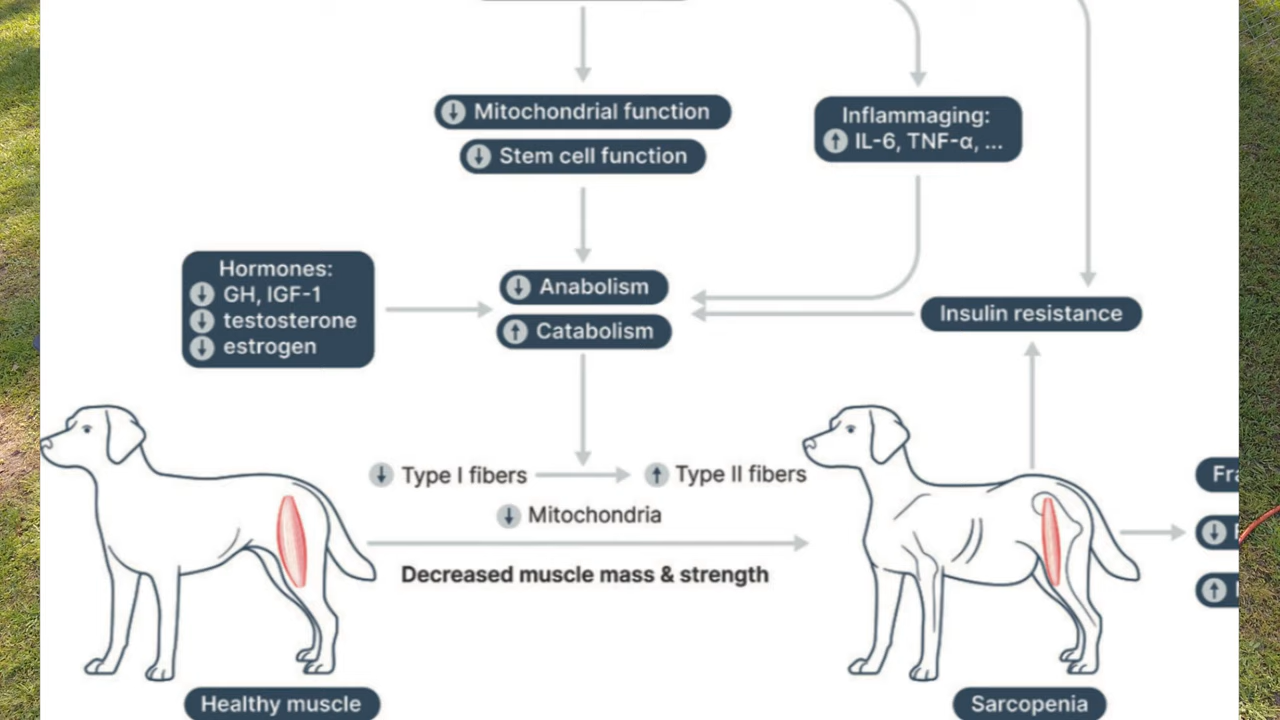 Mitochondrial function
Stem cell function
Inflammaging:
IL-6, TNF-α, ...
Hormones:
GH, IGF-1
testosterone
estrogen
Anabolism
Catabolism
Insulin resistance
Type I fibers
Type II fibers
Mitochondria
Decreased muscle mass & strength
Healthy muscle
Sarcopenia